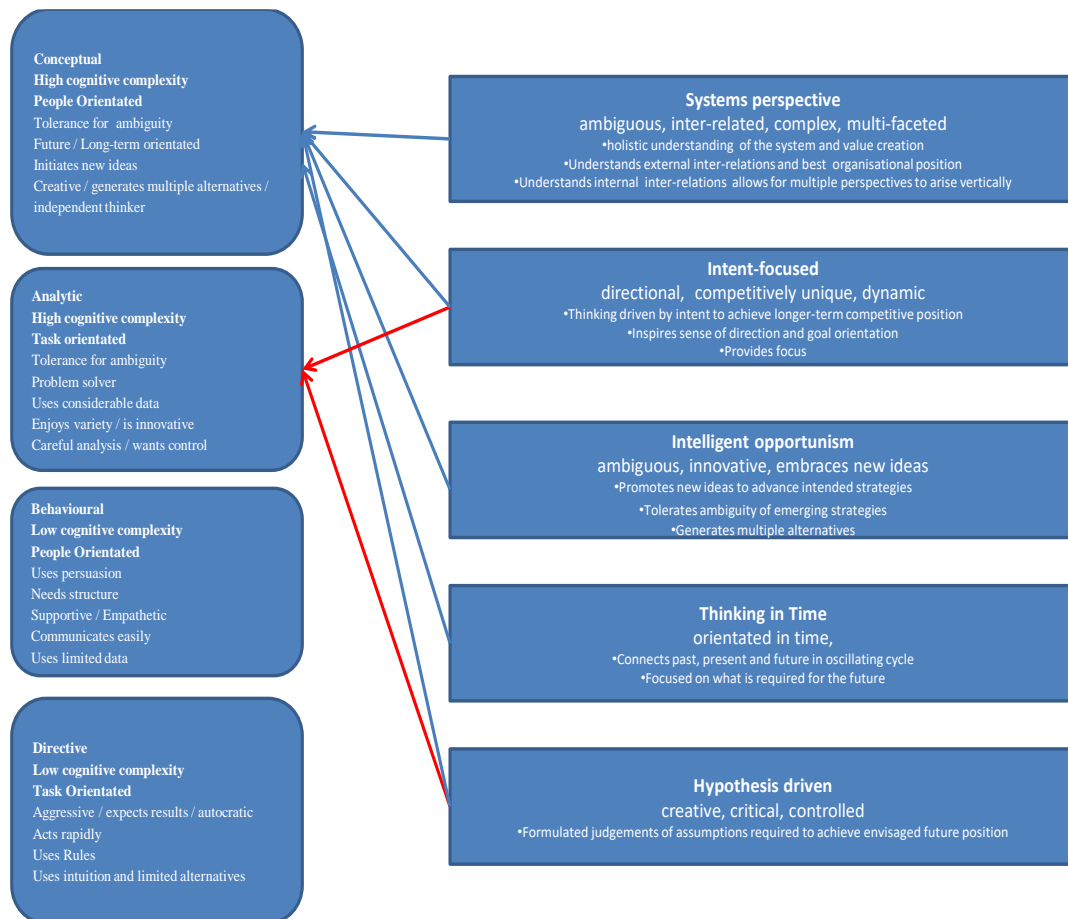 Conceptual
High cognitive complexity
People Orientated
Tolerance for ambiguity
Future / Long-term orientated
Initiates new ideas
Creative / generates multiple alternatives /
independent thinker
Analytic
High cognitive complexity
Task orientated
Tolerance for ambiguity
Problem solver
Uses considerable data
Enjoys variety / is innovative
Careful analysis / wants control
Behavioural
Low cognitive complexity
People Orientated
Uses persuasion
Needs structure
Supportive / Empathetic
Communicates easily
Uses limited data
Directive
Low cognitive complexity
Task Orientated
Aggressive / expects results / autocratic
Acts rapidly
Uses Rules
Uses intuition and limited alternatives
Systems perspective
ambiguous, inter-related, complex, multi-faceted
•holistic understanding of the system and value creation
•Understands external inter-relations and best organisational position
•Understands internal inter-relations allows for multiple perspectives to arise vertically
Intent-focused
directional, competitively unique, dynamic
•Thinking driven by intent to achieve longer-term competitive position
•Inspires sense of direction and goal orientation
•Provides focus
Intelligent opportunism
ambiguous, innovative, embraces new ideas
•Promotes new ideas to advance intended strategies
•Tolerates ambiguity of emerging strategies
•Generates multiple alternatives
Thinking in Time
orientated in time,
•Connects past, present and future in oscillating cycle
•Focused on what is required for the future
Hypothesis driven
creative, critical, controlled
•Formulated judgements of assumptions required to achieve envisaged future position